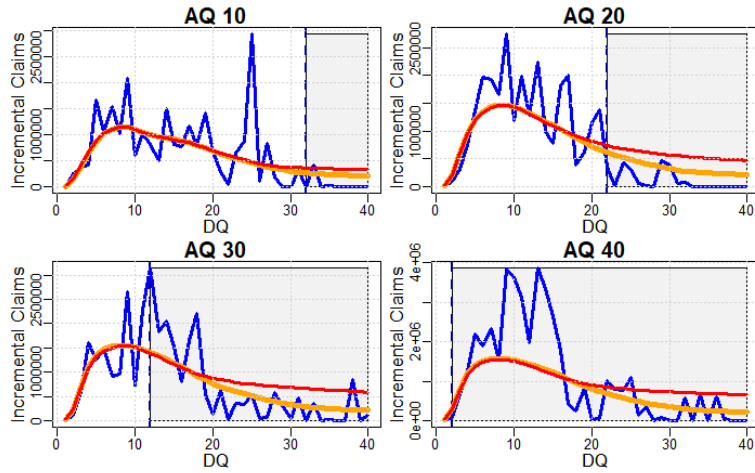 AQ 10
Incremental Claims
0 1000000 2500000
0 10 20 30 40
DQ
AQ 20
Incremental Claims
0 1000000 2500000
0 10 20 30 40
DQ
AQ 30
Incremental Claims
0 1000000 2500000
0 10 20 30 40
DQ
AQ 40
Incremental Claims
0e+00 2e+06 4e+06
0 10 20 30 40
DQ